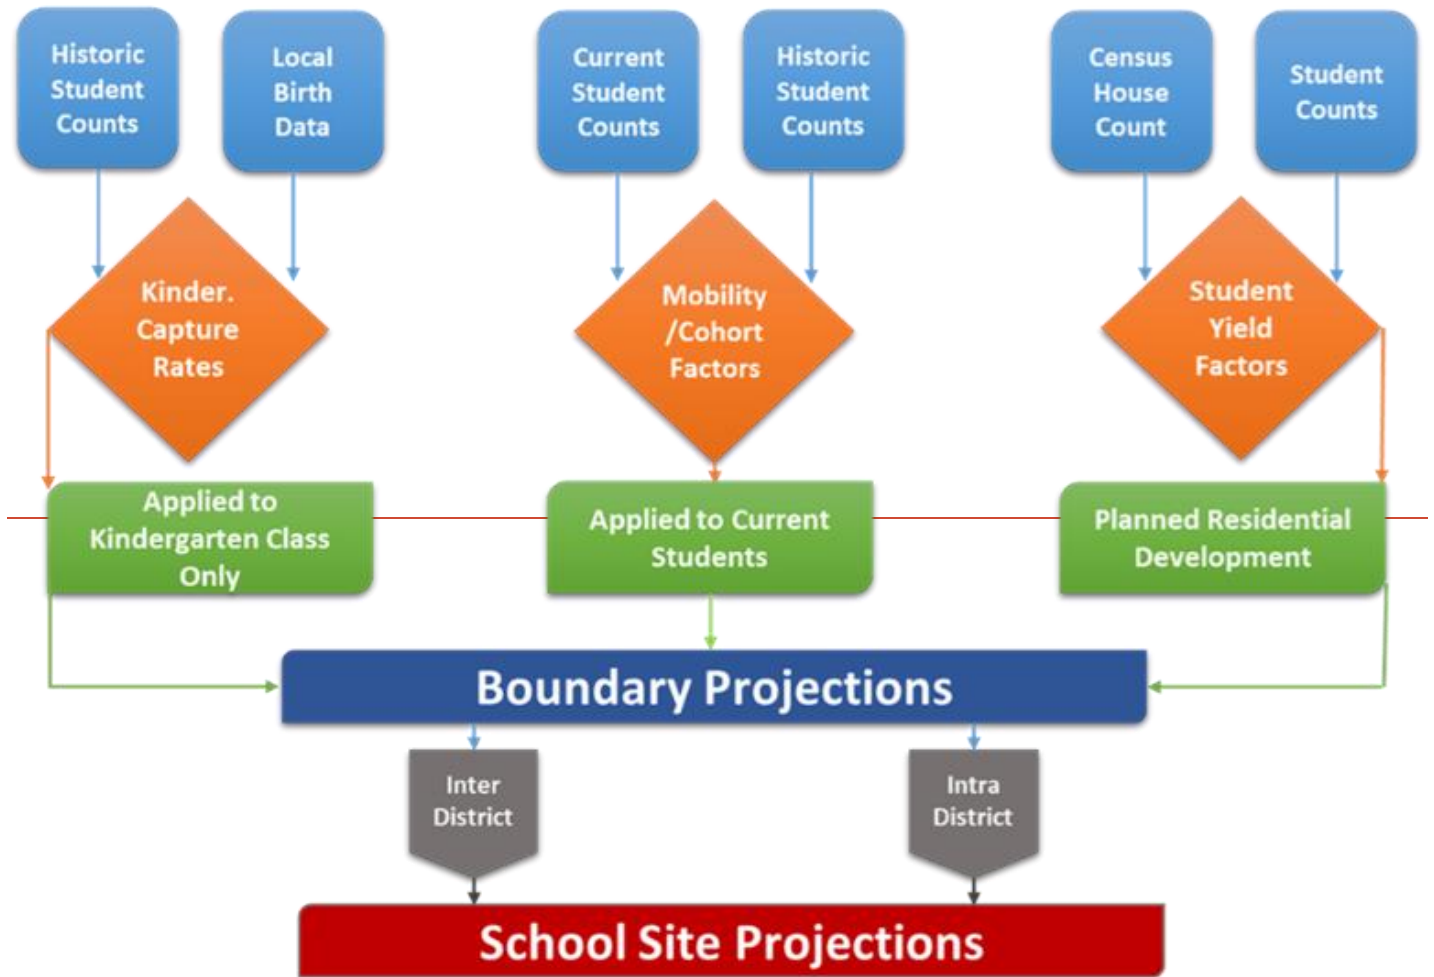 Historic
Student
Counts
Local
Birth
Data
Current
Student
Counts
Historic
Student
Counts
Census
House
Count
Student
Counts
Kinder.
Capture
Rates
Mobility
/Cohort
Factors
Student
Yield
Factors
Applied to
Kindergarten Class
Only
Applied to Current
Students
Planned Residential
Development
Boundary Projections
Inter
District
Intra
District
School Site Projections